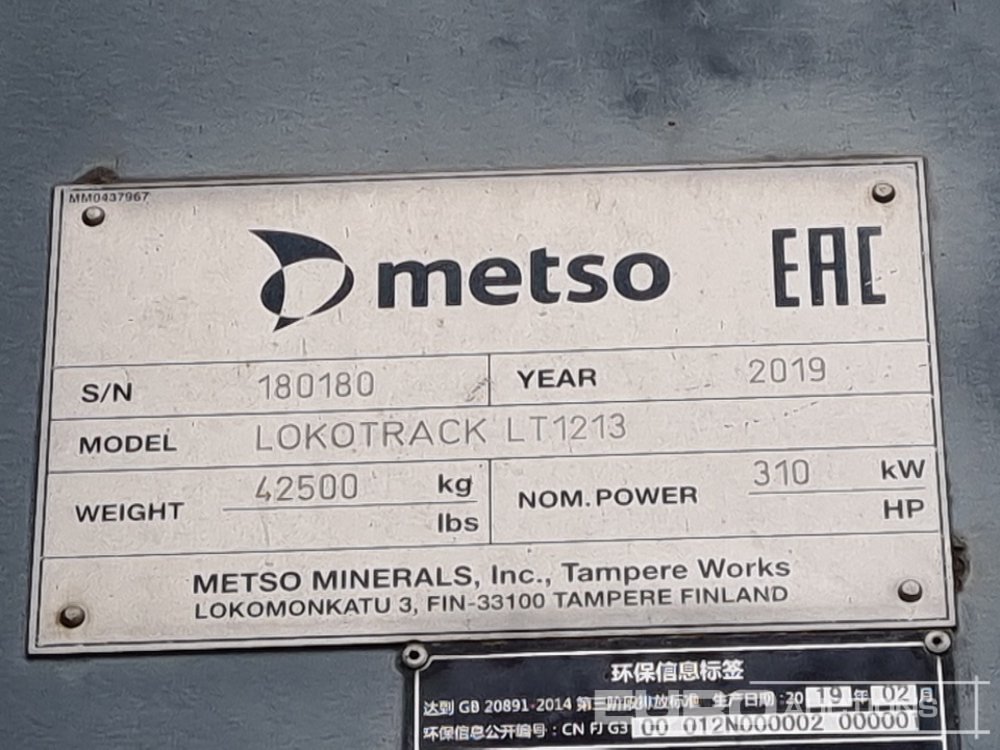 MM0437967
metso EAC
S/N 180180 YEAR 2019
MODEL LOKOTRACK LT1213
WEIGHT 42500 kg NOM. POWER 310 kW
lbs HP
METSO MINERALS, Inc., Tampere Works
LOKOMONKATU 3, FIN-33100 TAMPERE FINLAND
环保信息标签
达到 GB 20891-2014 第三阶段排放标准 生产日期: 20 19 年 02 月
环保信息公开编号: CN FJ G3 00 012N000002 00000